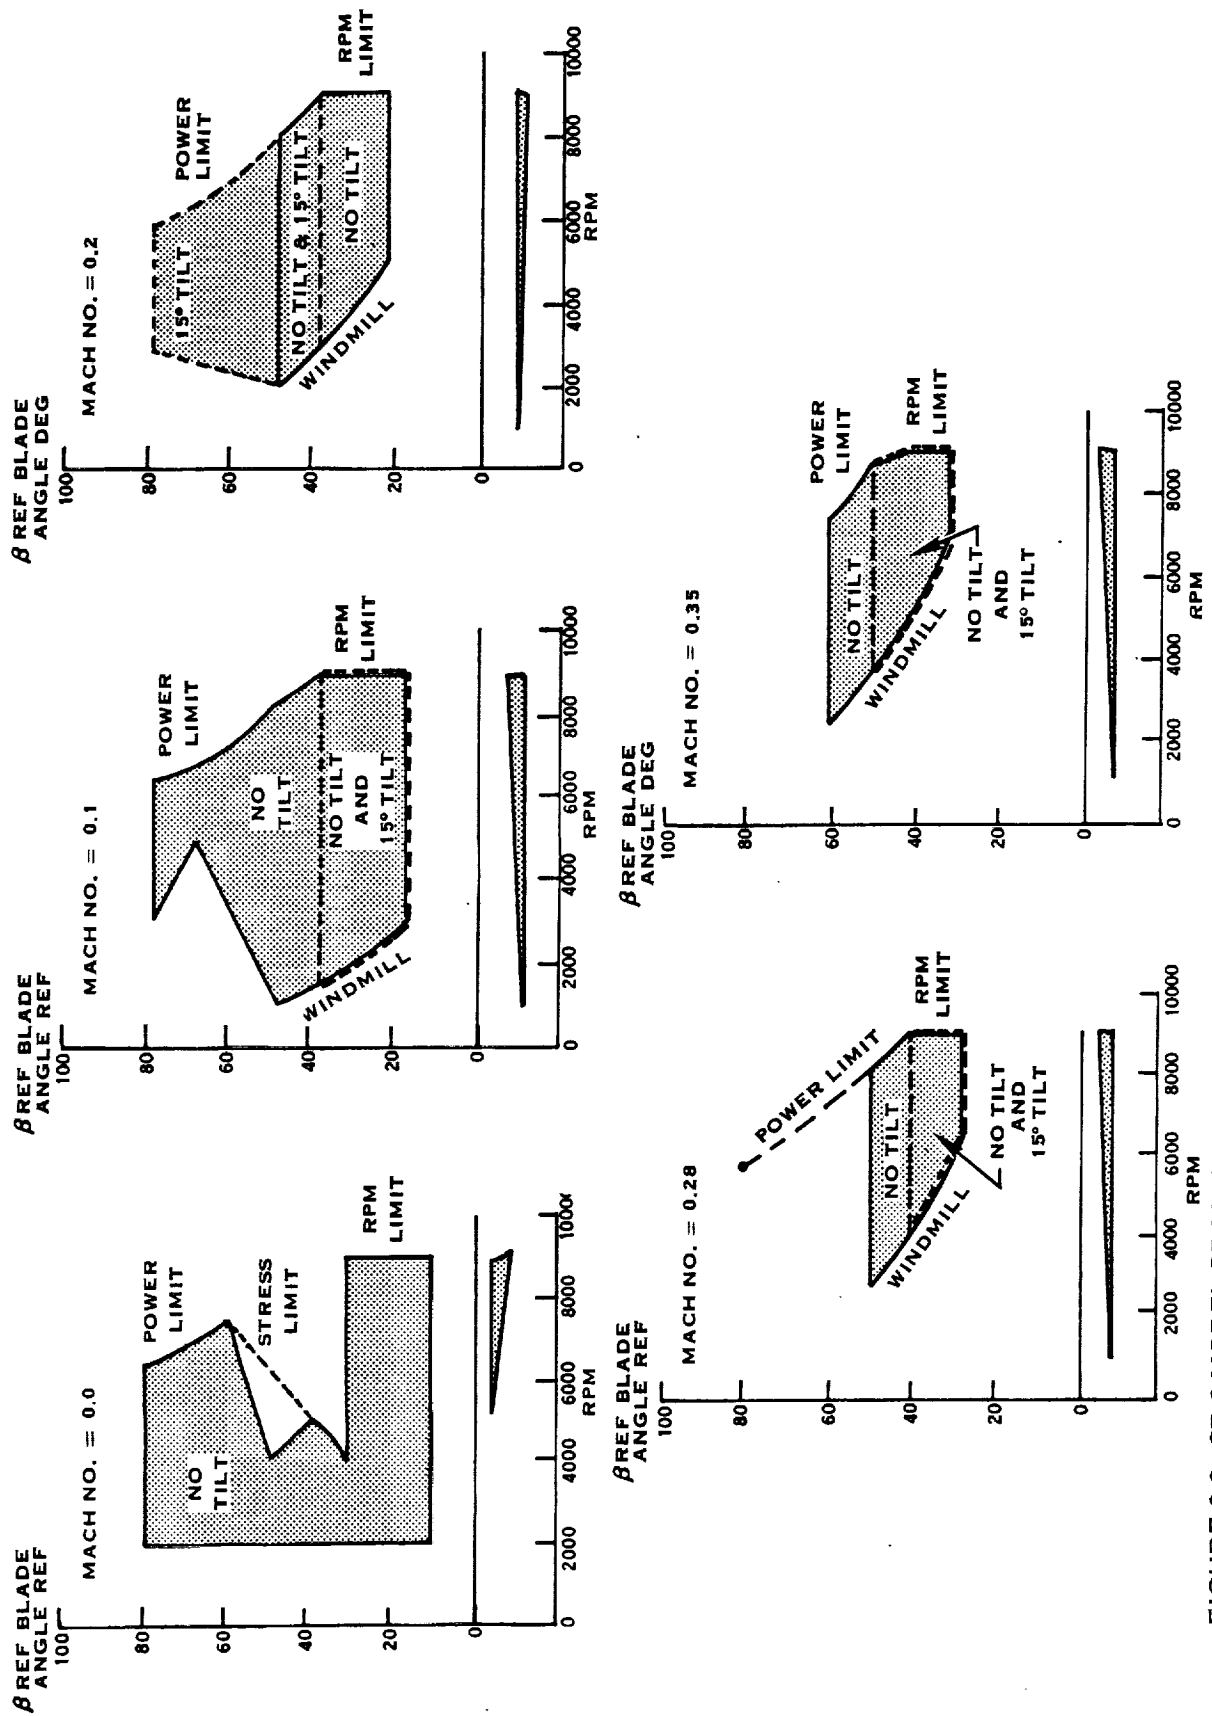 β REF BLADE
ANGLE REF
MACH NO. = 0.0
100
80
60
40
20
0
NO
TILT
POWER
LIMIT
STRESS
LIMIT
RPM
LIMIT
0
2000
4000
6000
8000
RPM
β REF BLADE
ANGLE REF
MACH NO. = 0.1
100
80
60
40
20
0
POWER
LIMIT
NO
TILT
NO TILT
AND
15° TILT
RPM
LIMIT
WINDMILL
0
2000
4000
6000
8000
10000
RPM
β REF BLADE
ANGLE DEG
MACH NO. = 0.2
100
80
60
40
20
0
POWER
LIMIT
15° TILT
NO TILT & 15° TILT
NO TILT
RPM
LIMIT
WINDMILL
0
2000
4000
6000
8000
10000
RPM
β REF BLADE
ANGLE REF
MACH NO. = 0.28
100
80
60
40
20
0
POWER LIMIT
NO TILT
RPM
LIMIT
WINDMILL
NO TILT
AND
15° TILT
0
2000
4000
6000
8000
10000
RPM
β REF BLADE
ANGLE DEG
MACH NO. = 0.35
100
80
60
40
20
0
POWER
LIMIT
NO TILT
RPM
LIMIT
WINDMILL
NO TILT
AND
15° TILT
0
2000
4000
6000
8000
10000
RPM